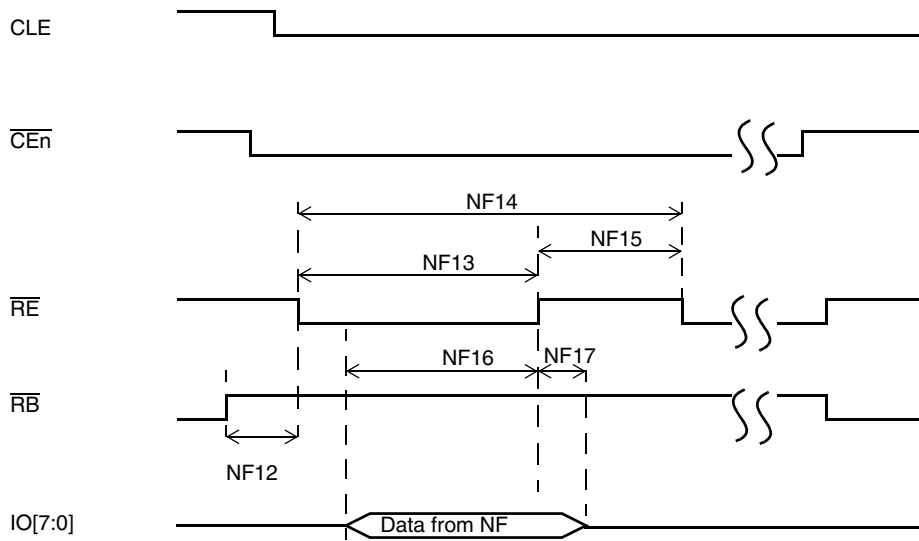 CLE
CEn
NF14
NF15
NF13
RE
NF16
NF17
RB
NF12
IO[7:0]
Data from NF